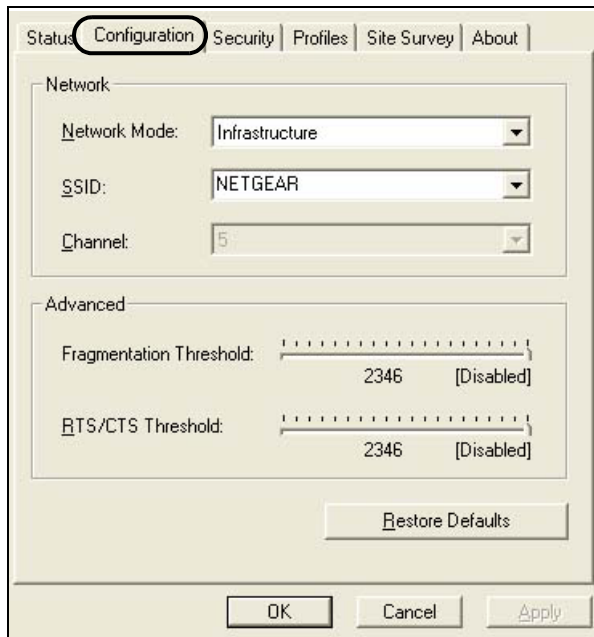 Status Configuration Security Profiles Site Survey About
Network
Network Mode: Infrastructure
SSID: NETGEAR
Channel: 5
Advanced
Fragmentation Threshold:
2346 [Disabled]
RTS/CTS Threshold:
2346 [Disabled]
Restore Defaults
OK Cancel Apply